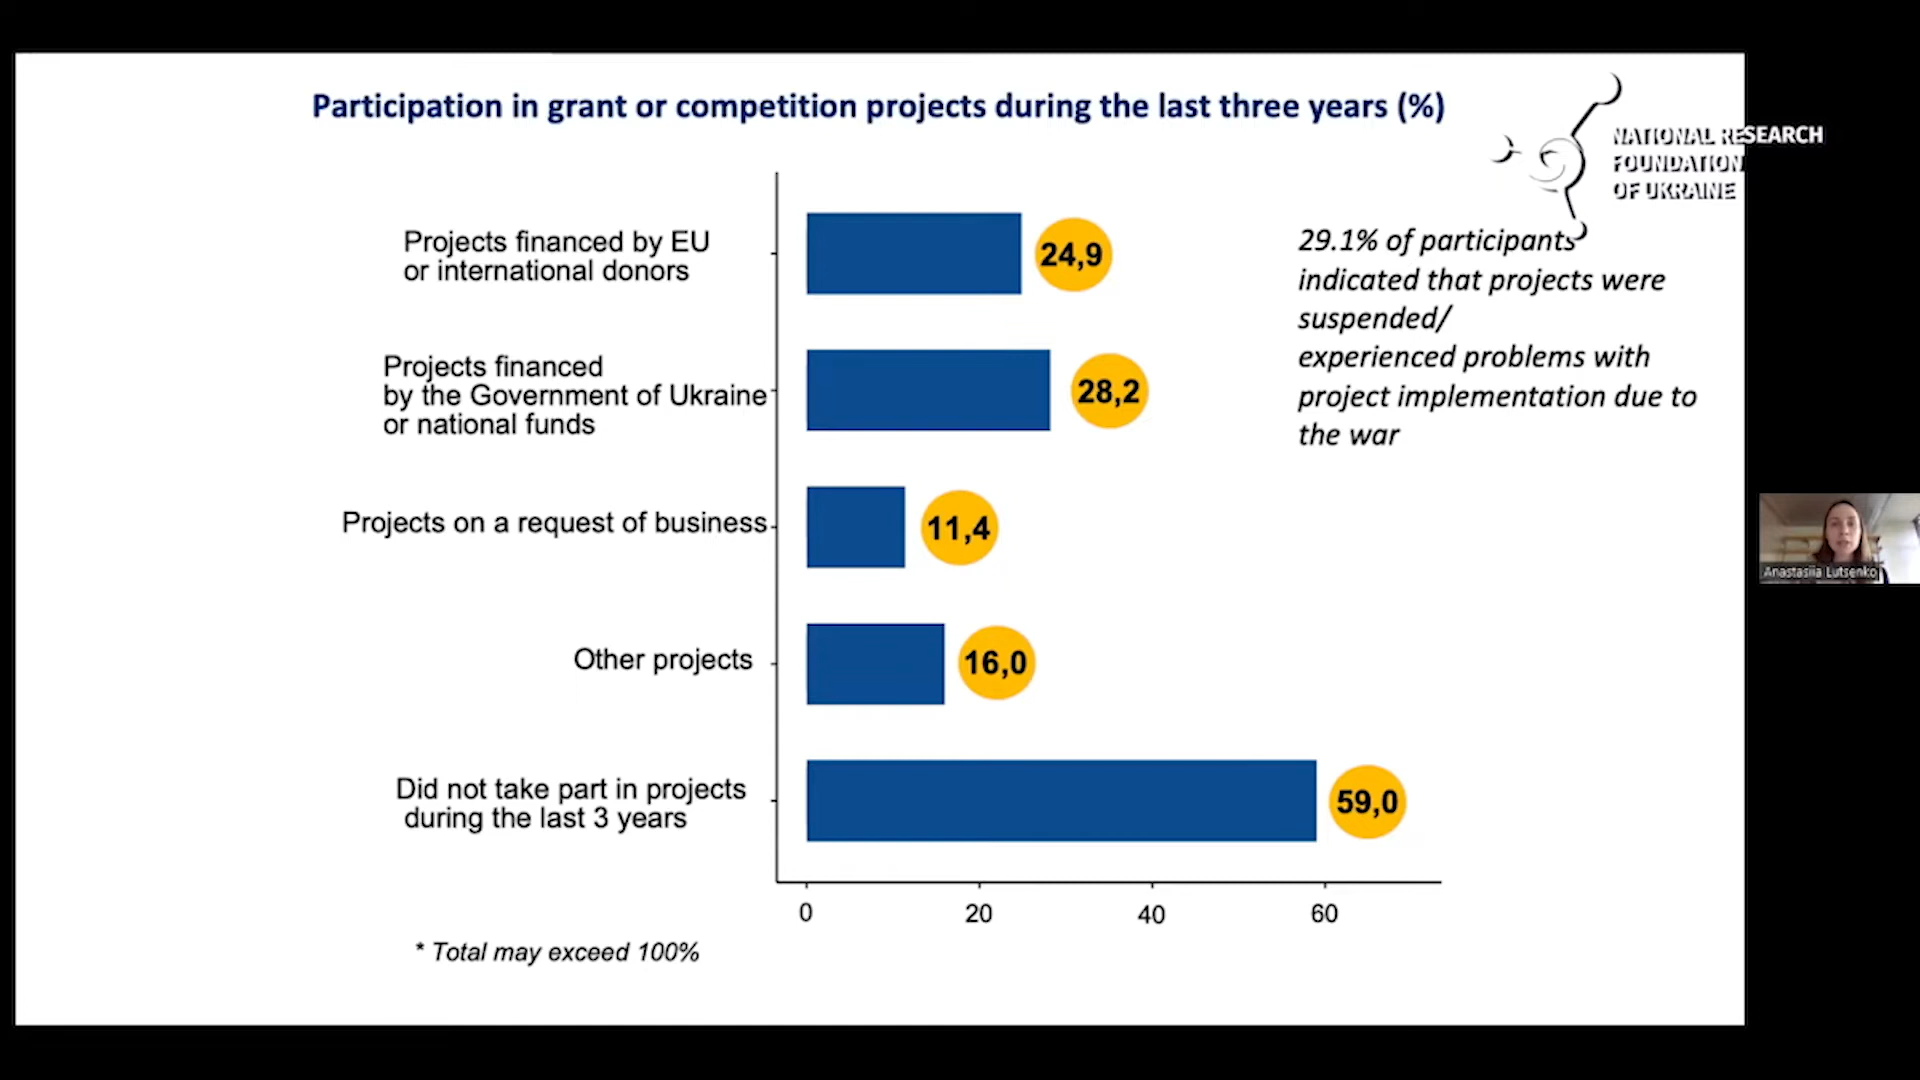 Participation in grant or competition projects during the last three years (%)
NATIONAL RESEARCH
FOUNDATION
OF UKRAINE
Projects financed by EU
or international donors
24,9
29.1% of participants
indicated that projects were
suspended/
experienced problems with
project implementation due to
the war
Projects financed
by the Government of Ukraine
or national funds
28,2
Projects on a request of business
11,4
Other projects
16,0
Did not take part in projects
during the last 3 years
59,0
0 20 40 60
* Total may exceed 100%
Anastasiia Lutsenko